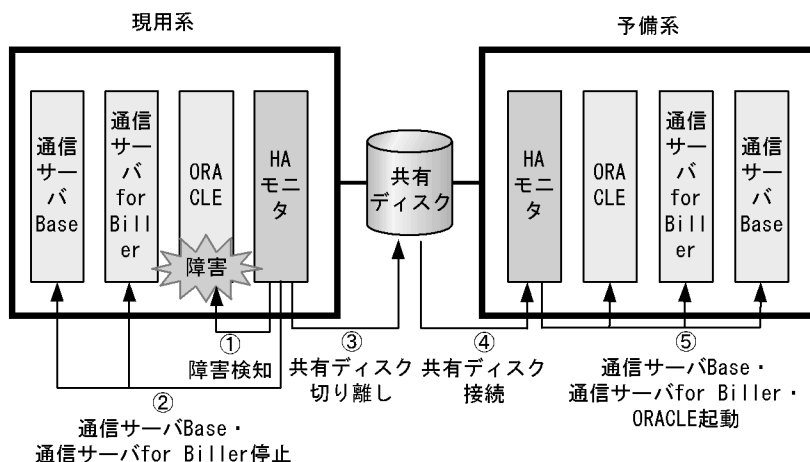 現用系
予備系
通信
サー
バ
Base
通信
サー
バ
for
Bill
er
ORA
CLE
HA
モニ
タ
障害
共有
ディスク
HA
モニ
タ
ORA
CLE
通信
サー
バ
for
Bill
er
通信
サー
バ
Base
①
障害検知
②
通信サーバBase・
通信サーバfor Biller停止
③
共有ディスク
切り離し
④
共有ディスク
接続
⑤
通信サーバBase・
通信サーバfor Biller・
ORACLE起動